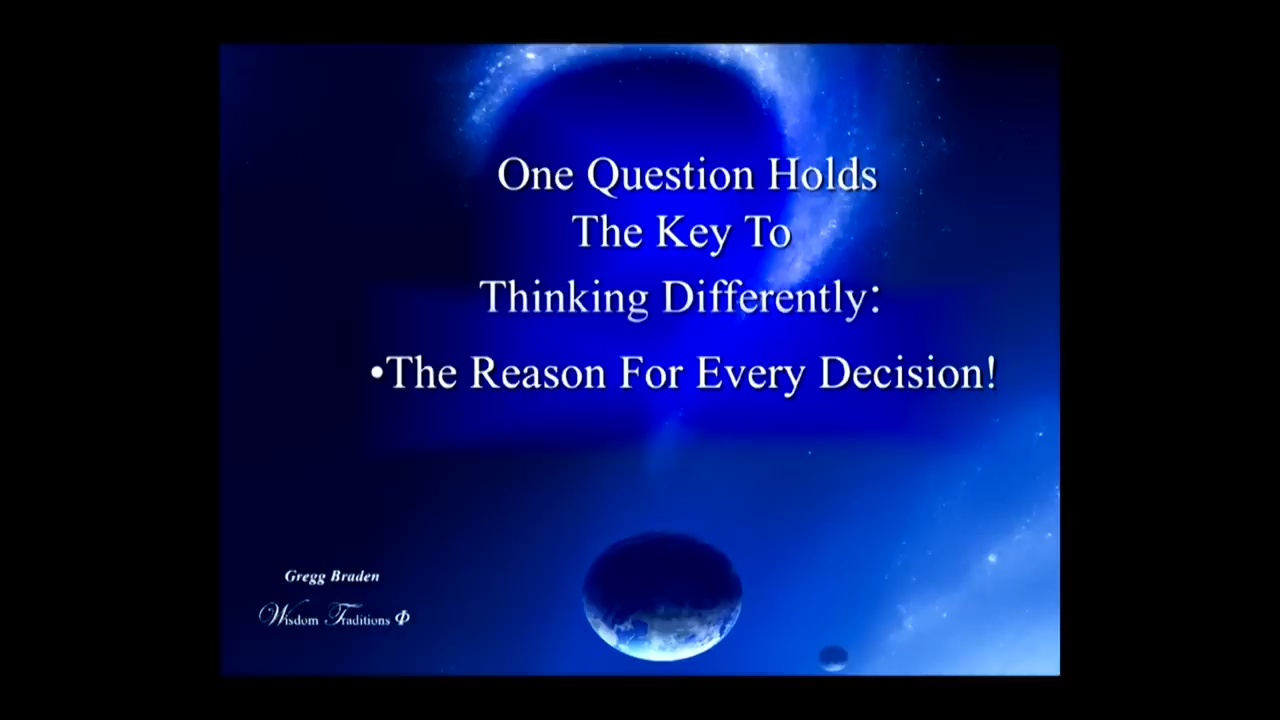 One Question Holds
The Key To
Thinking Differently:
•The Reason For Every Decision!
Gregg Braden
Wisdom Traditions Φ